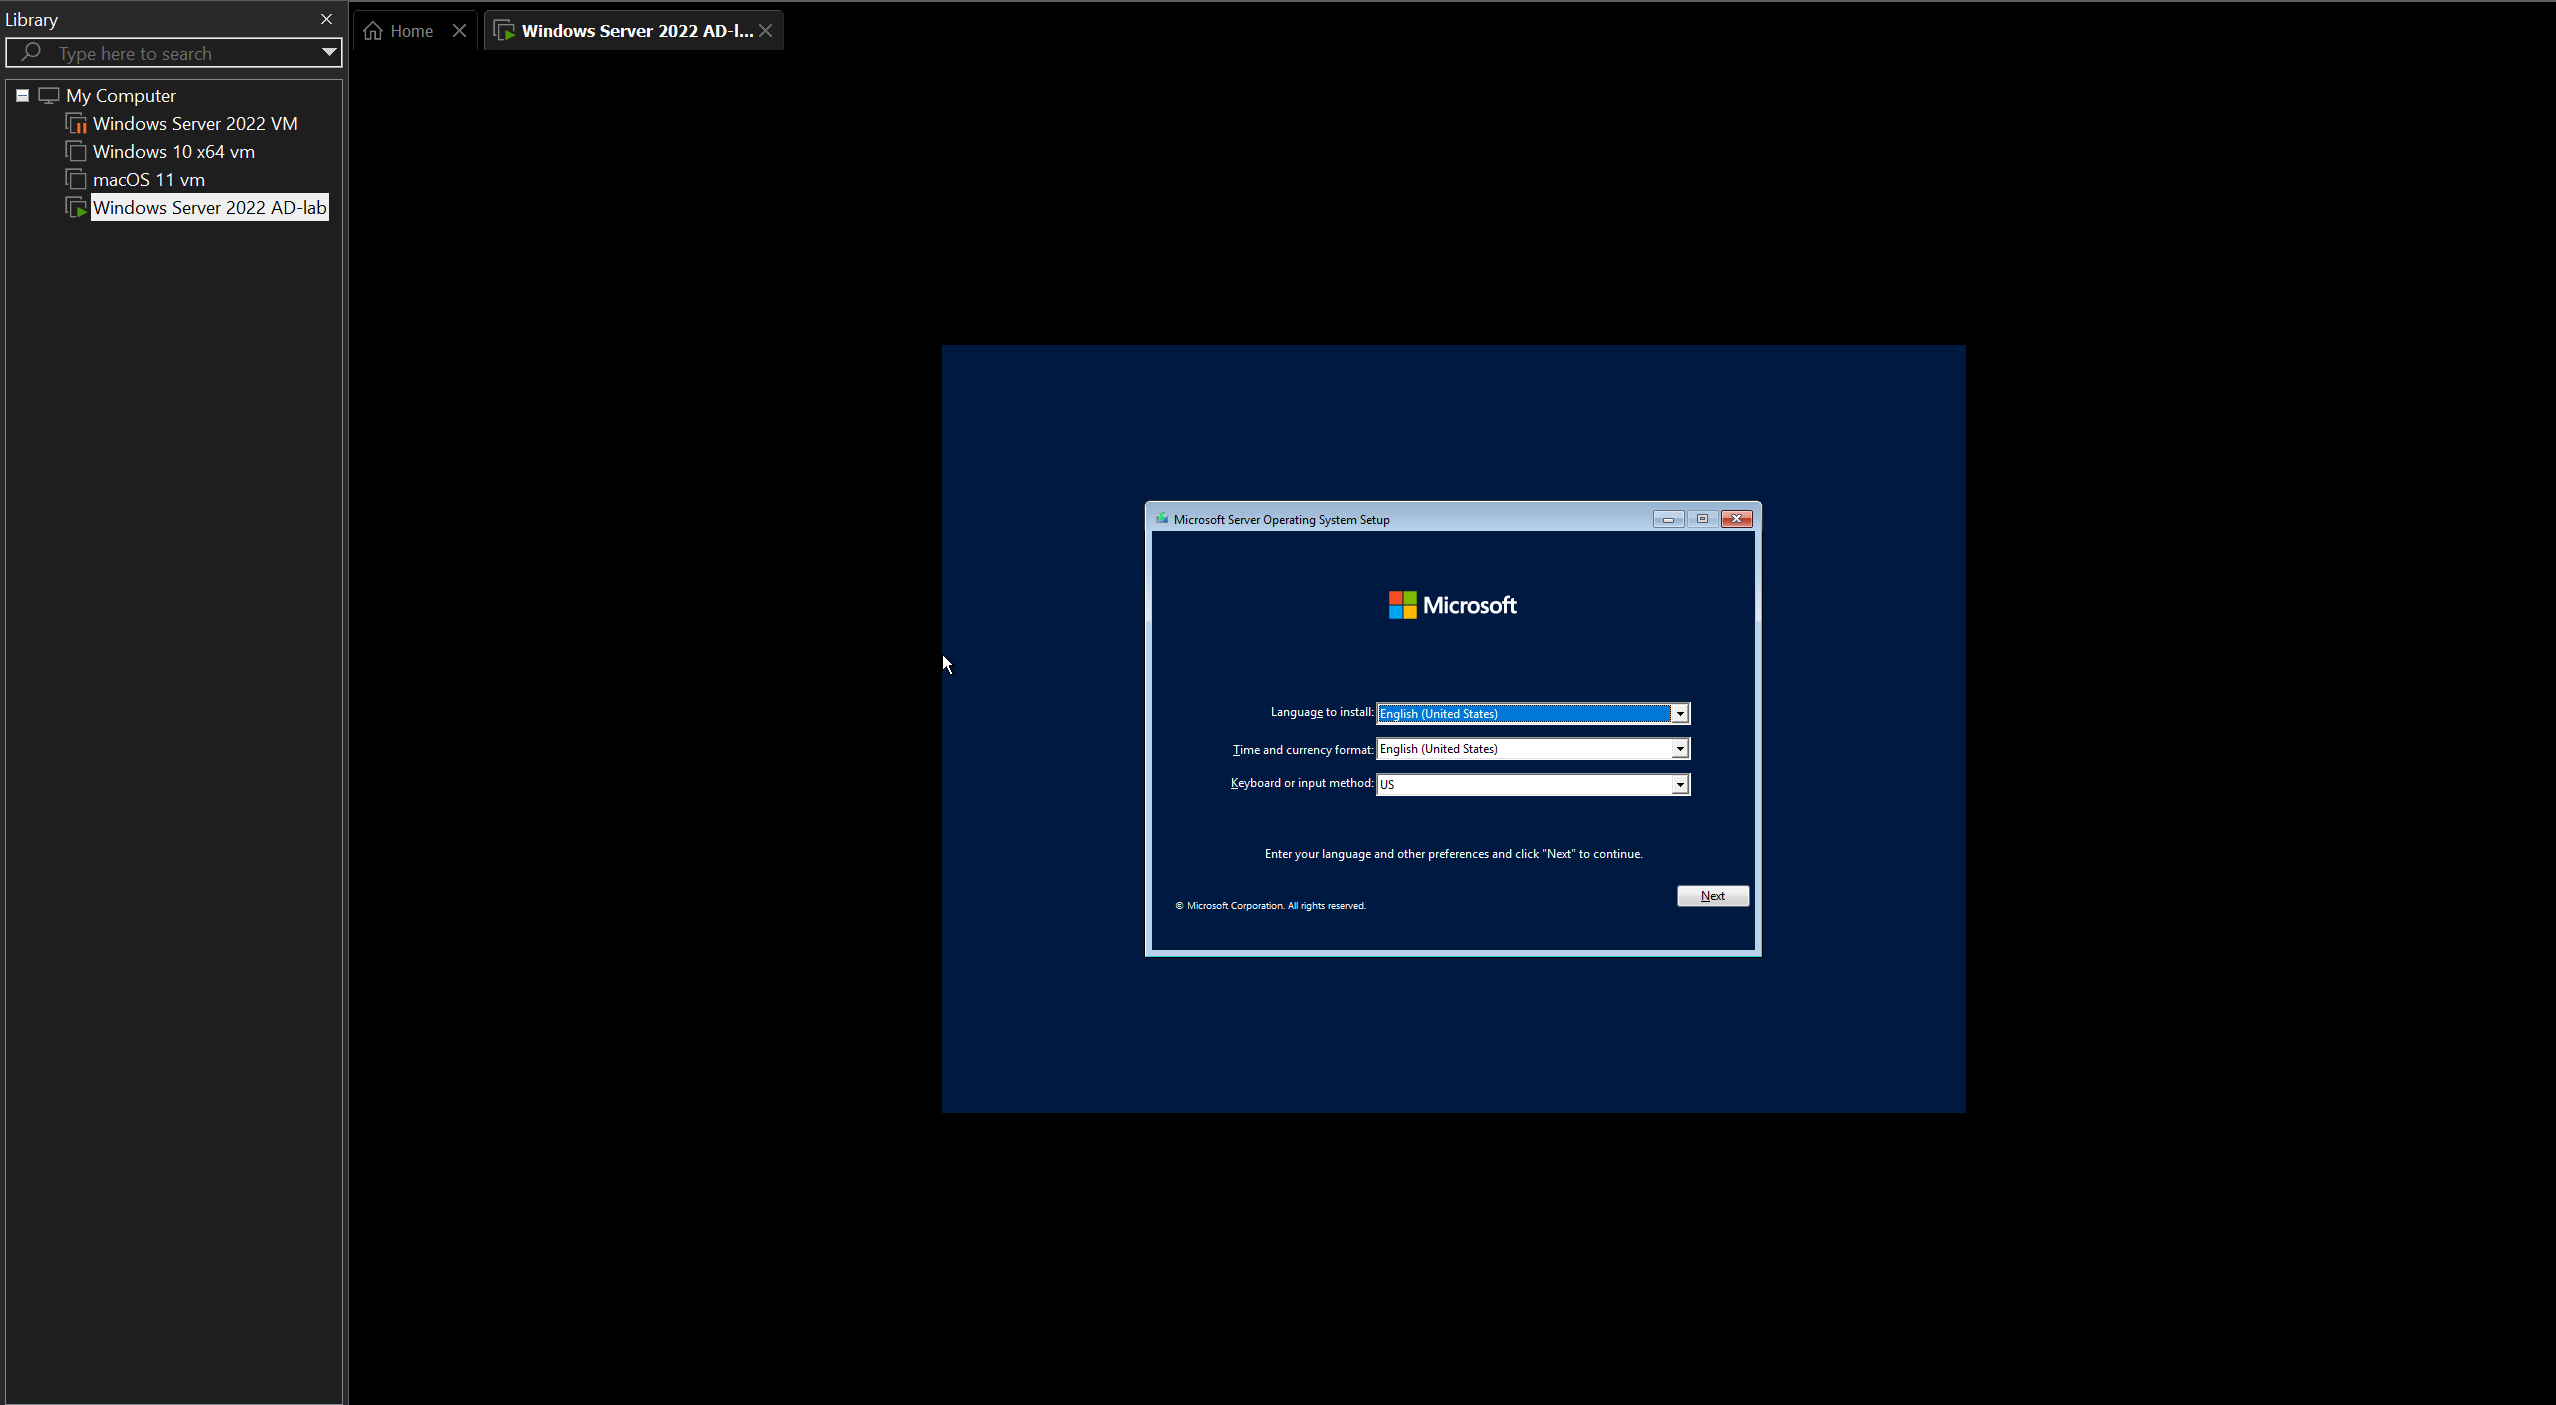 Library
Type here to search
My Computer
Windows Server 2022 VM
Windows 10 x64 vm
macOS 11 vm
Windows Server 2022 AD-lab
Home
Windows Server 2022 AD-l...
Microsoft Server Operating System Setup
Microsoft
Language to install: English (United States)
Time and currency format: English (United States)
Keyboard or input method: US
Enter your language and other preferences and click "Next" to continue.
Next
© Microsoft Corporation. All rights reserved.